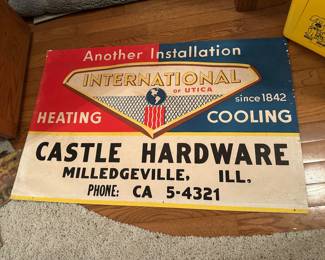 Another Installation
INTERNATIONAL
OF UTICA
since 1842
HEATING
COOLING
CASTLE HARDWARE
MILLEDGEVILLE, ILL.
PHONE: CA 5-4321